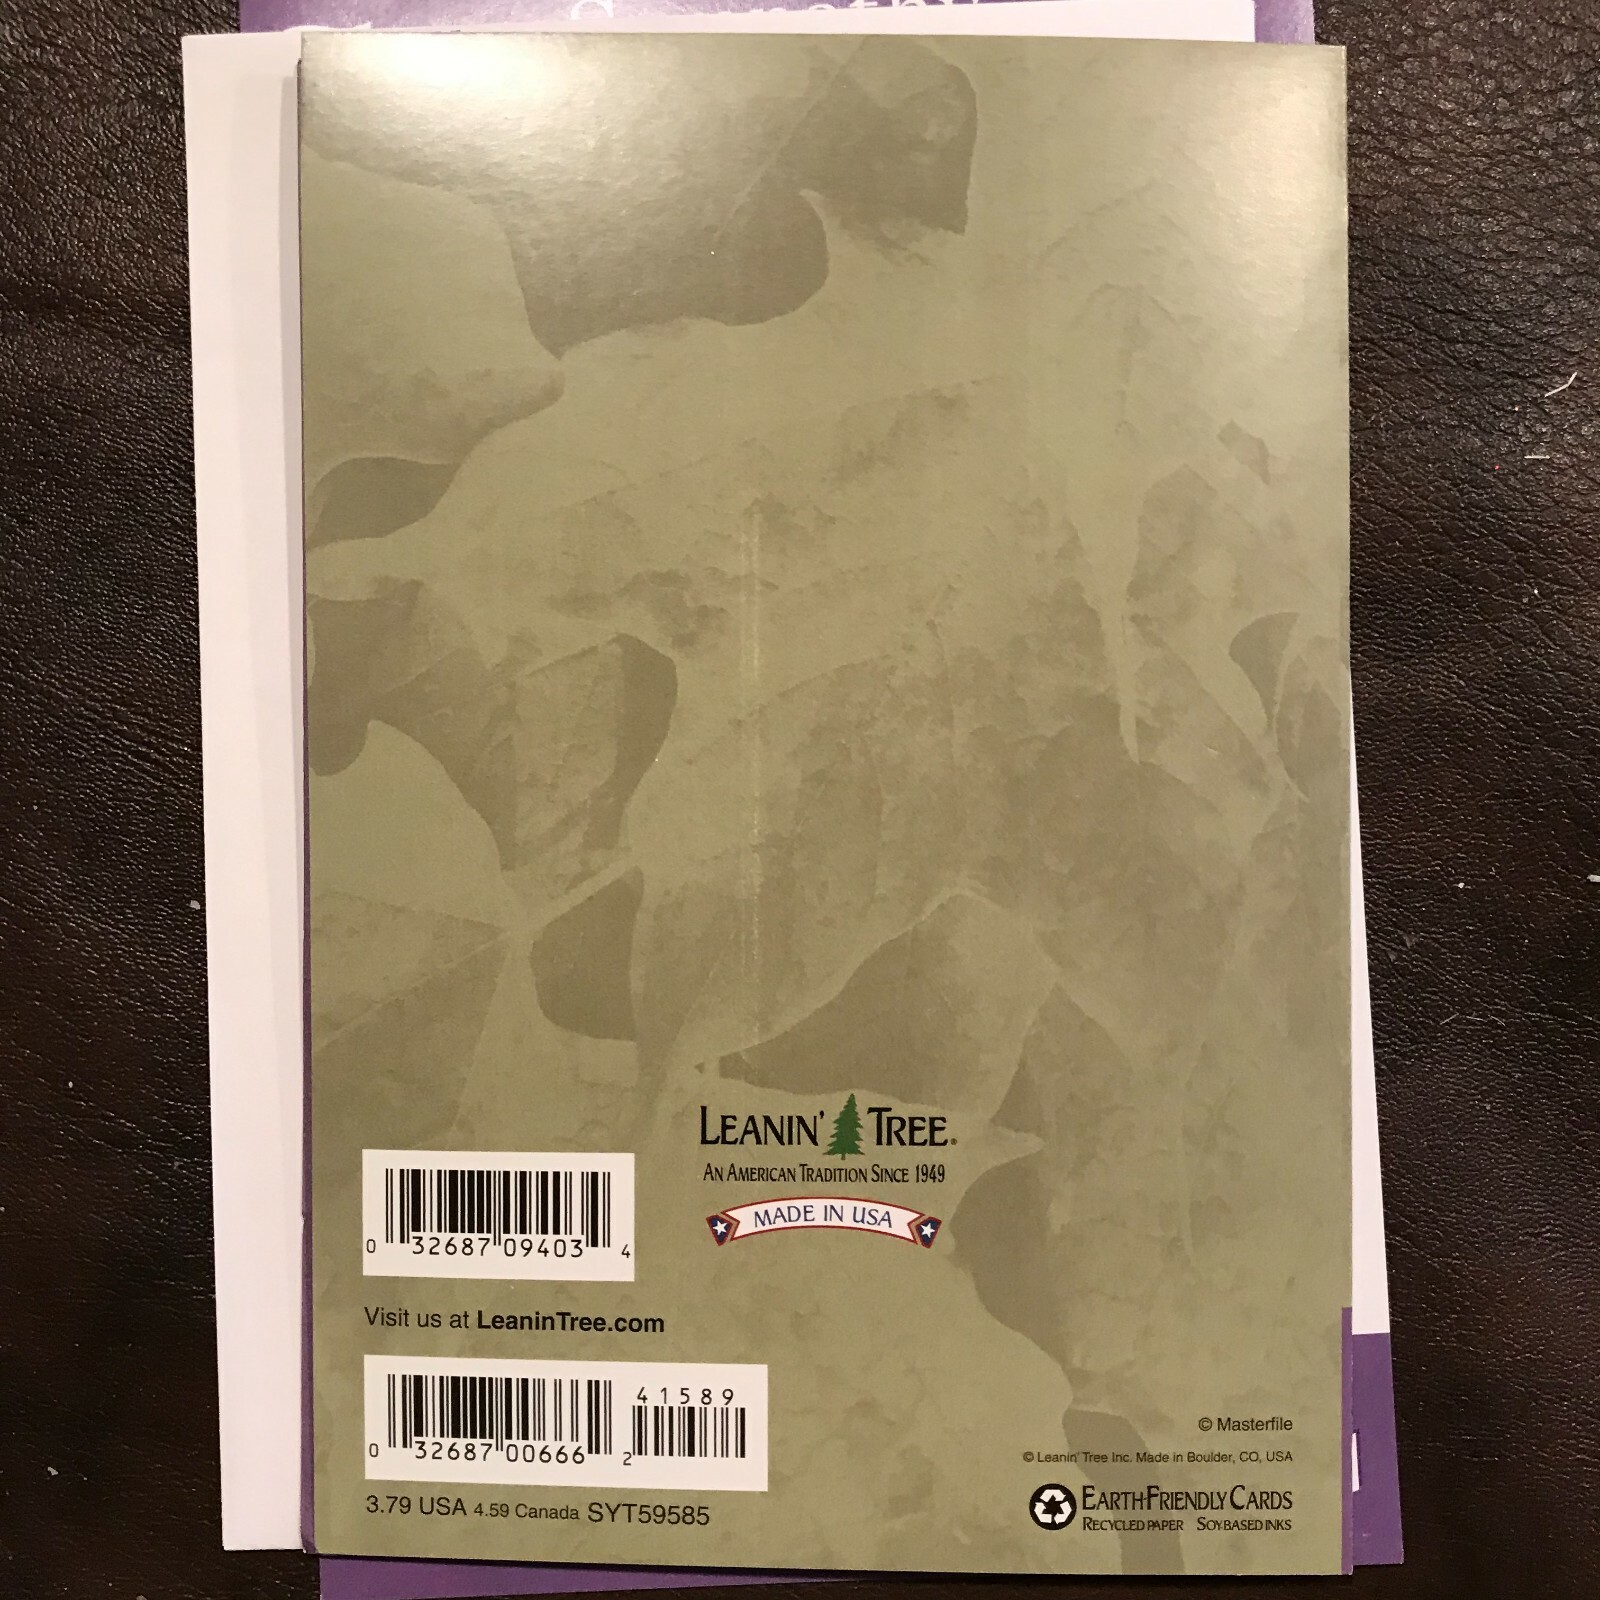 LEANIN' TREE®
AN AMERICAN TRADITION SINCE 1949
MADE IN USA
0 32687 09403 4
Visit us at LeaninTree.com
41589
0 32687 00666 2
3.79 USA 4.59 Canada SYT59585
© Masterfile
© Leanin' Tree Inc. Made in Boulder, CO, USA
EARTH-FRIENDLY CARDS
RECYCLED PAPER SOY-BASED INKS